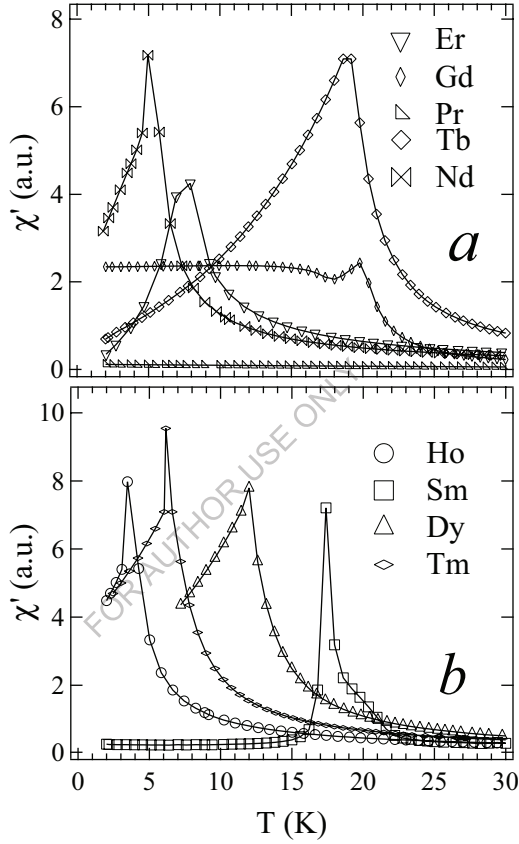 8
6
4
2
0
χ' (a.u.)
Er
Gd
Pr
Tb
Nd
a
10
8
6
4
2
0
χ' (a.u.)
Ho
Sm
Dy
Tm
b
FOR AUTHOR USE ONLY
0 5 10 15 20 25 30
T (K)